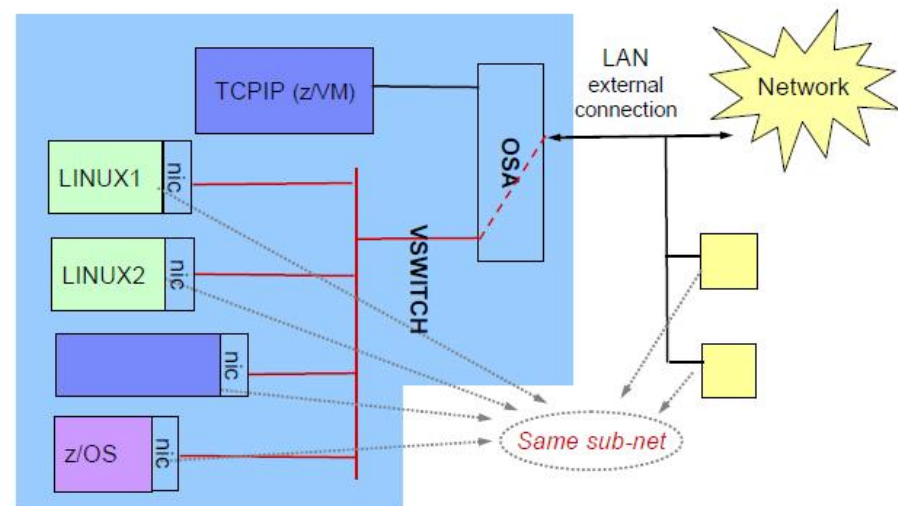 TCPIP (z/VM)
LAN
external
connection
Network
OSA
LINUX1
nic
VSWITCH
LINUX2
nic
nic
z/OS
nic
Same sub-net